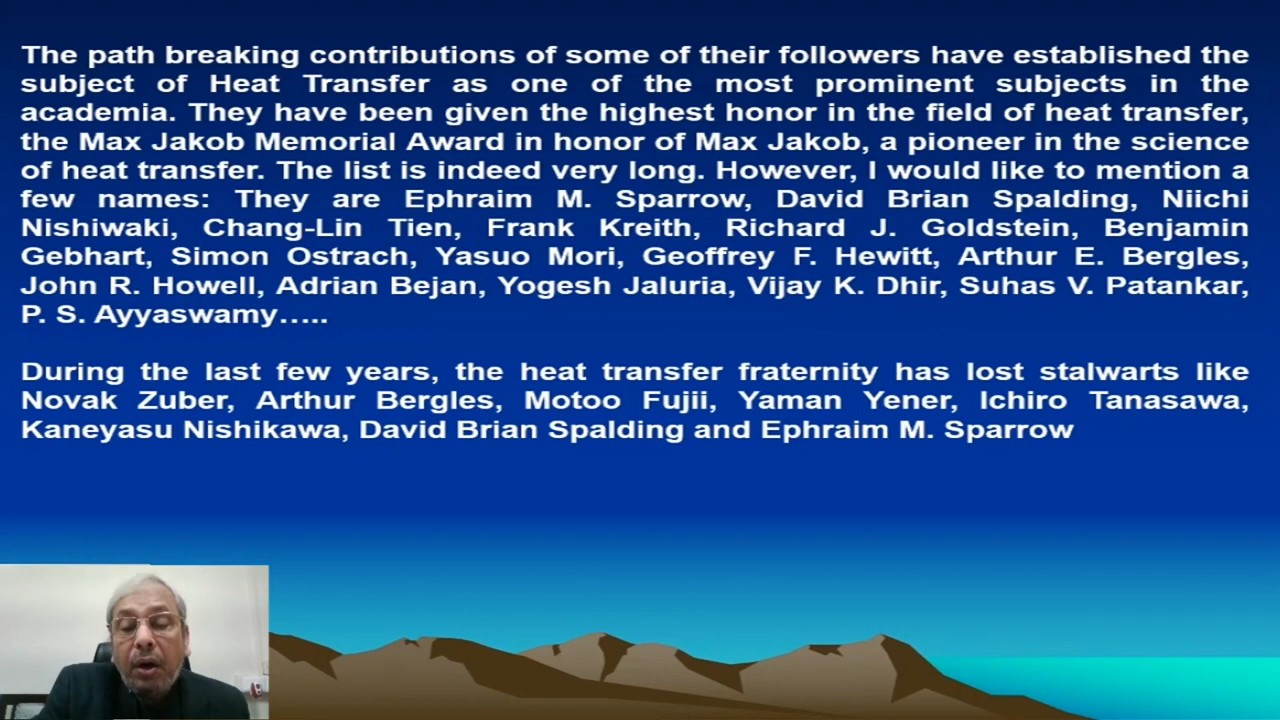 The path breaking contributions of some of their followers have established the
subject of Heat Transfer as one of the most prominent subjects in the
academia. They have been given the highest honor in the field of heat transfer,
the Max Jakob Memorial Award in honor of Max Jakob, a pioneer in the science
of heat transfer. The list is indeed very long. However, I would like to mention a
few names: They are Ephraim M. Sparrow, David Brian Spalding, Niichi
Nishiwaki, Chang-Lin Tien, Frank Kreith, Richard J. Goldstein, Benjamin
Gebhart, Simon Ostrach, Yasuo Mori, Geoffrey F. Hewitt, Arthur E. Bergles,
John R. Howell, Adrian Bejan, Yogesh Jaluria, Vijay K. Dhir, Suhas V. Patankar,
P. S. Ayyaswamy…..
During the last few years, the heat transfer fraternity has lost stalwarts like
Novak Zuber, Arthur Bergles, Motoo Fujii, Yaman Yener, Ichiro Tanasawa,
Kaneyasu Nishikawa, David Brian Spalding and Ephraim M. Sparrow